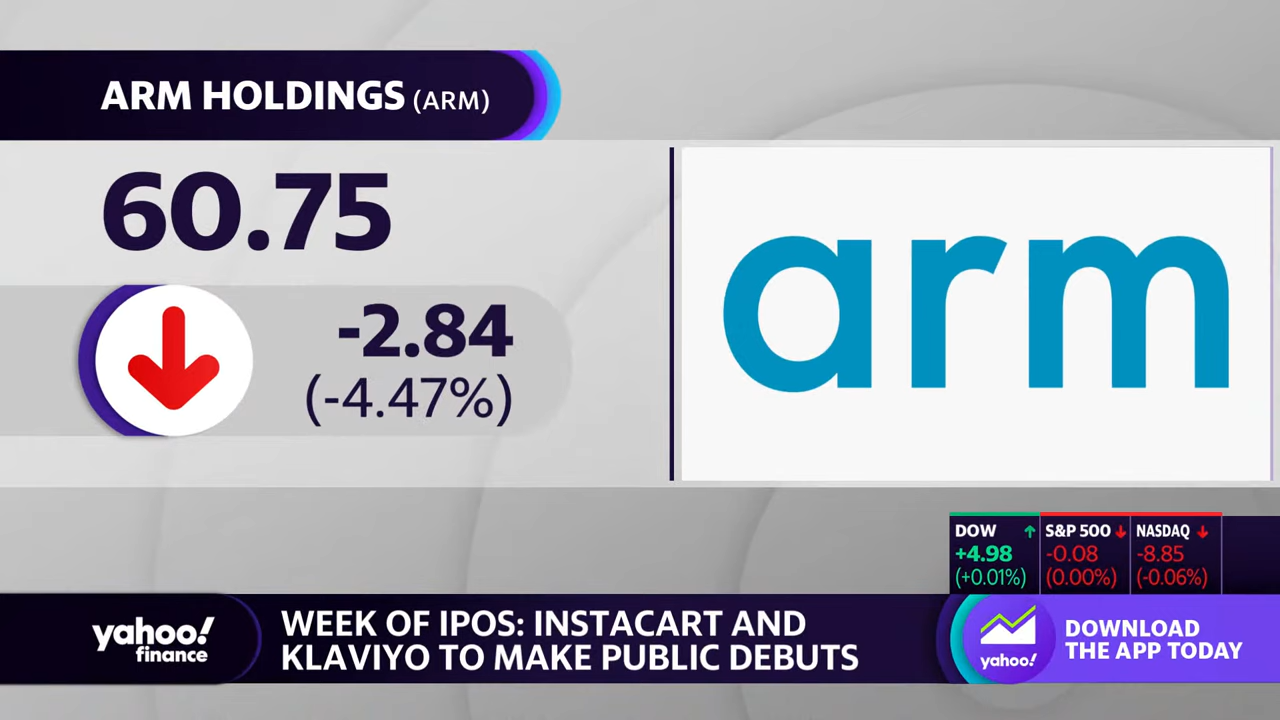 ARM HOLDINGS (ARM)
60.75
-2.84
(-4.47%)
arm
DOW
+4.98
(+0.01%)
S&P 500
-0.08
(0.00%)
NASDAQ
-8.85
(-0.06%)
yahoo!
finance
WEEK OF IPOS: INSTACART AND
KLAVIYO TO MAKE PUBLIC DEBUTS
yahoo!
DOWNLOAD
THE APP TODAY